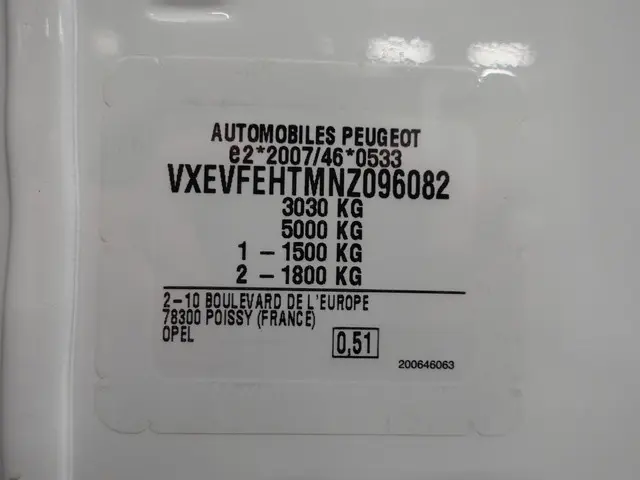 AUTOMOBILES PEUGEOT
e2*2007/46*0533
VXEVFEHTMNZ096082
3030 KG
5000 KG
1 - 1500 KG
2 - 1800 KG
2-10 BOULEVARD DE L'EUROPE
78300 POISSY (FRANCE)
OPEL
0,51
200646063